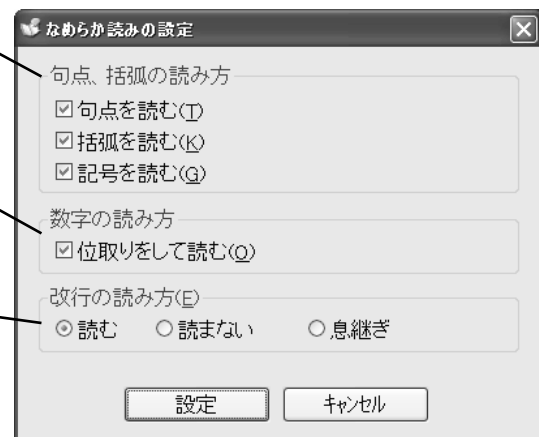 なめらか読みの設定
句点、括弧の読み方
句点を読む(T)
括弧を読む(K)
記号を読む(G)
数字の読み方
位取りをして読む(O)
改行の読み方(E)
読む 読まない 息継ぎ
設定 キャンセル